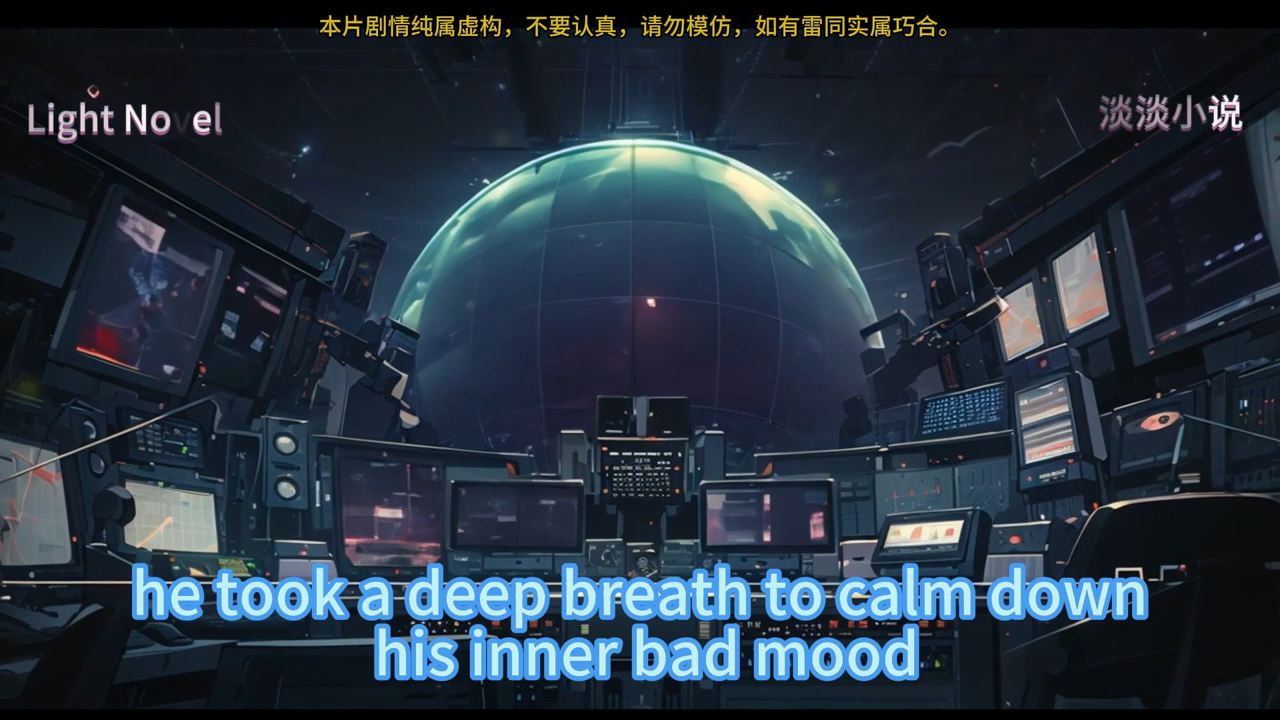 本片剧情纯属虚构，不要认真，请勿模仿，如有雷同实属巧合。
Light Novel
淡淡小说
he took a deep breath to calm down
his inner bad mood